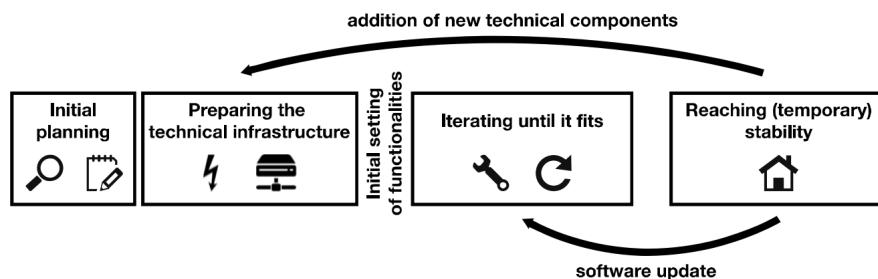 addition of new technical components
Initial
planning
Preparing the
technical infrastructure
Initial setting
of functionalities
Iterating until it fits
Reaching (temporary)
stability
software update